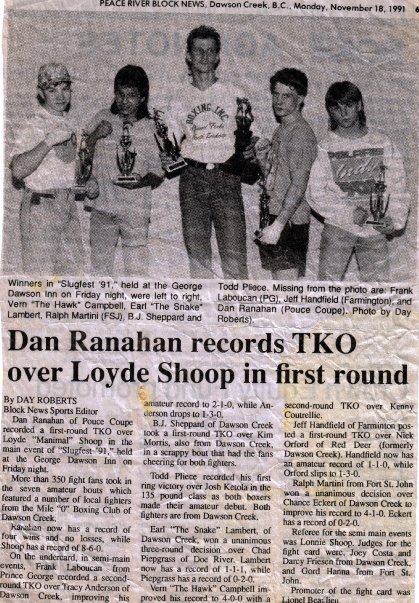 PEACE RIVER BLOCK NEWS, Dawson Creek, B.C., Monday, November 18, 1991
BOXING INC.
Winners in "Slugfest '91," held at the George
Dawson Inn on Friday night, were left to right,
Vern "The Hawk" Campbell, Earl "The Snake"
Lambert, Ralph Martini (FSJ), B.J. Sheppard and
Todd Pliece. Missing from the photo are: Frank
Laboucan (PG), Jeff Handfield (Farmington), and
Dan Ranahan (Pouce Coupe). (Photo by Day
Roberts).
Dan Ranahan records TKO
over Loyde Shoop in first round
By DAY ROBERTS
Block News Sports Editor
Dan Ranahan of Pouce Coupe
recorded a first-round TKO over
Loyde "Manimal" Shoop in the
main event of "Slugfest '91," held
at the George Dawson Inn on
Friday night.
More than 350 fight fans took in
the seven amateur bouts which
featured a number of local fighters
from the Mile "0" Boxing Club of
Dawson Creek.
Ranahan now has a record of
four wins and no losses, while
Shoop has a record of 8-6-0.
On the undercard, in semi-main
events, Frank Laboucan from
Prince George recorded a second-
round TKO over Tracy Anderson of
Dawson Creek, improving his
amateur record to 2-1-0, while An-
derson drops to 1-3-0.
B.J. Sheppard of Dawson Creek
took a first-round TKO over Kim
Morris, also from Dawson Creek,
in a scrappy bout that had the fans
cheering for both fighters.
Todd Pliece recorded his first
ring victory over Josh Ketola in the
135 pound class as both boxers
made their amateur debut. Both
fighters are from Dawson Creek.
Earl "The Snake" Lambert, of
Dawson Creek, won a unanimous
three-round decision over Chad
Piepgrass of Doe River. Lambert
now has a record of 1-1-1, while
Piepgrass has a record of 0-2-0.
Vern "The Hawk" Campbell im-
proved his record to 4-0-0 with a
second-round TKO over Kenny
Coutrellie.
Jeff Handfield of Farminton pos-
ted a first-round TKO over Nick
Orford of Red Deer (formerly
Dawson Creek). Handfield now has
an amateur record of 1-1-0, while
Orford slips to 1-3-0.
Ralph Martini from Fort St. John
won a unanimous decision over
Chance Eckert of Dawson Creek to
improve his record to 4-1-0. Eckert
has a record of 0-2-0.
Referee for the semi main events
was Lonnie Shoop. Judges for the
fight card were, Joey Costa and
Darcy Friesen from Dawson Creek,
and Gord Hanna from Fort St.
John.
Promoter of the fight card was
Lionel Beaulieu.